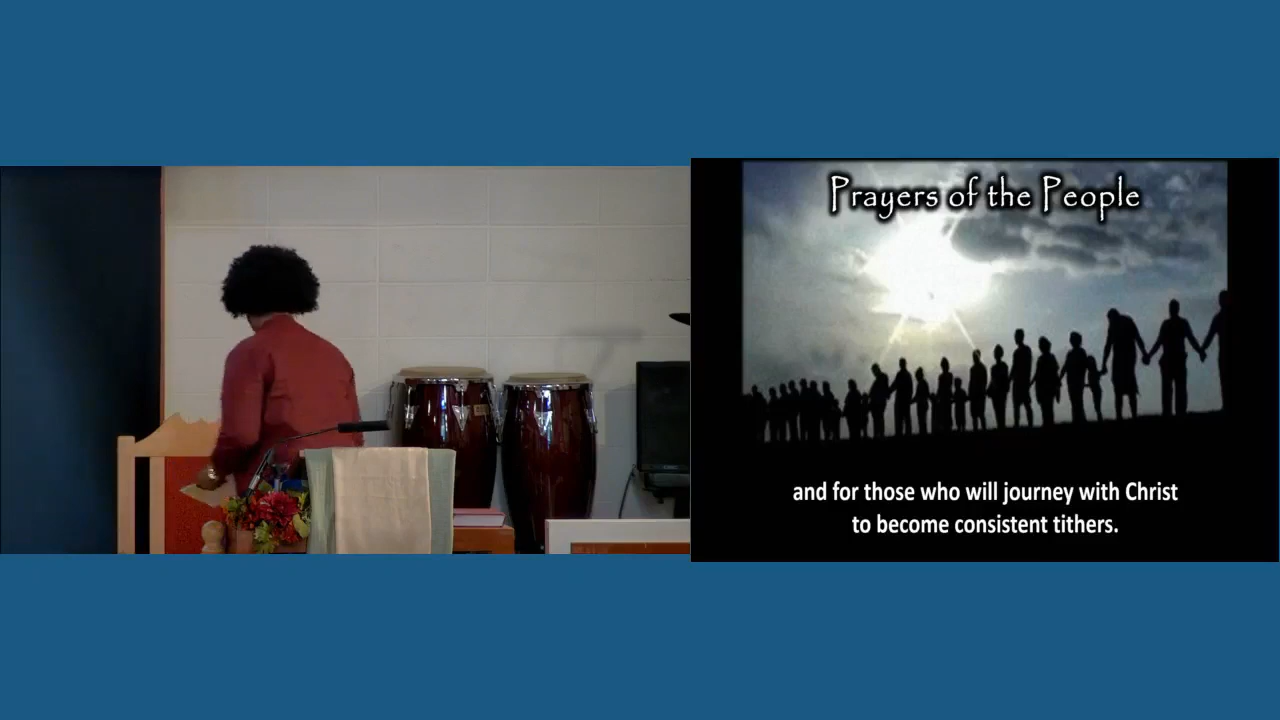 Prayers of the People
and for those who will journey with Christ
to become consistent tithers.